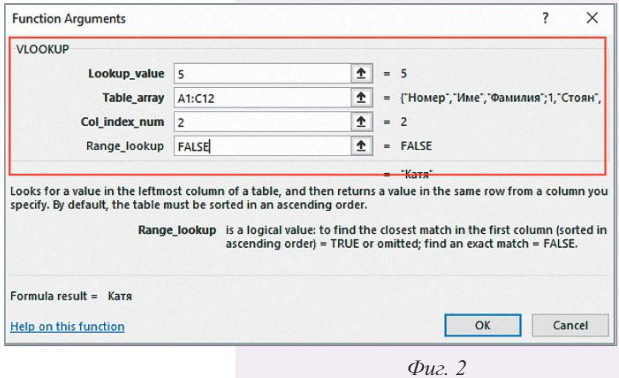 Function Arguments ? ×
VLOOKUP
Lookup_value 5 = 5
Table_array A1:C12 = {"Номер","Име","Фамилия";1,"Стоян",
Col_index_num 2 = 2
Range_lookup FALSE = FALSE
= "Катя"
Looks for a value in the leftmost column of a table, and then returns a value in the same row from a column you
specify. By default, the table must be sorted in an ascending order.
Range_lookup is a logical value: to find the closest match in the first column (sorted in
ascending order) = TRUE or omitted; find an exact match = FALSE.
Formula result = Катя
Help on this function
OK Cancel
Фиг. 2